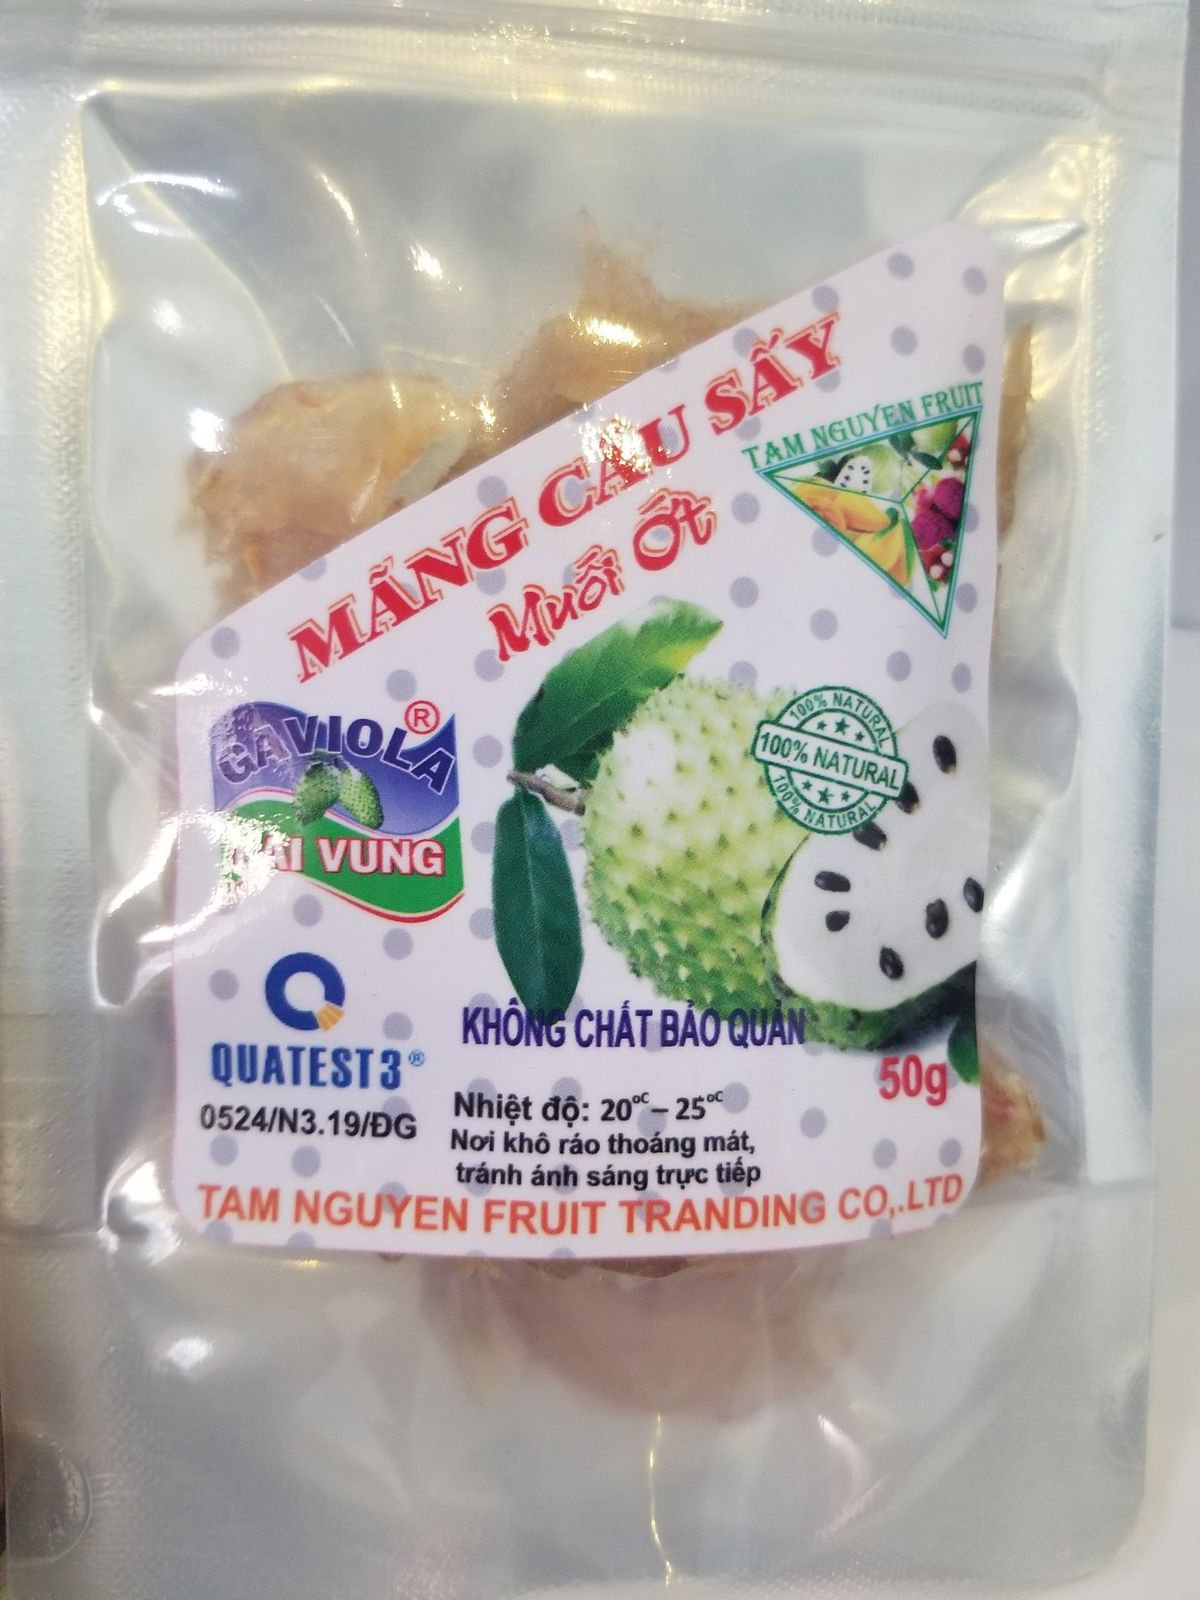 MÃNG CẦU SẤY
Muối Ớt
TAM NGUYEN FRUIT
GAVIOLA ®
LAI VUNG
100% NATURAL
100% NATURAL
100% NATURAL
QUATEST 3®
0524/N3.19/ĐG
KHÔNG CHẤT BẢO QUẢN
50g
Nhiệt độ: 20°C – 25°C
Nơi khô ráo thoáng mát,
tránh ánh sáng trực tiếp
TAM NGUYEN FRUIT TRANDING CO,.LTD